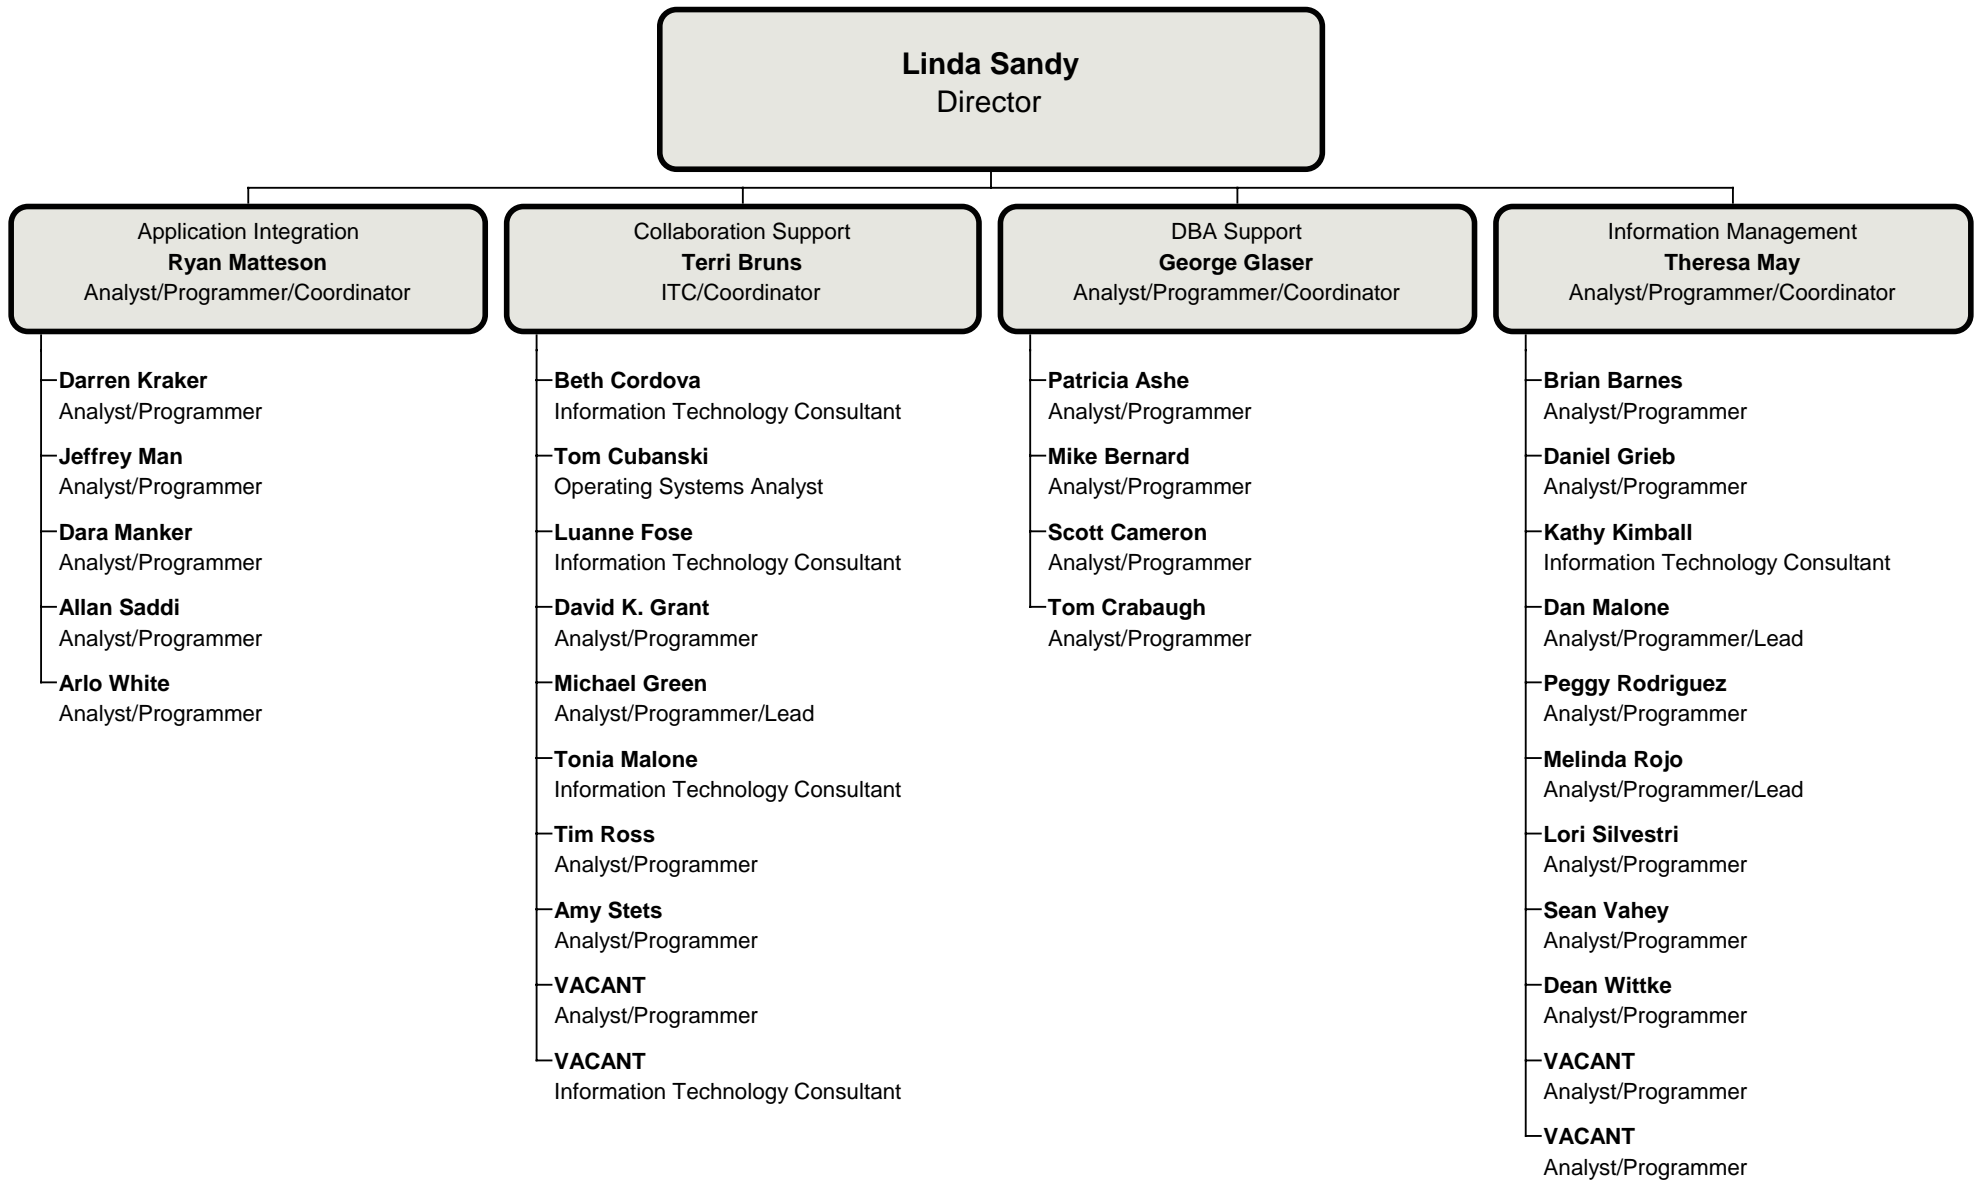 Linda Sandy
Director
Application Integration
Ryan Matteson
Analyst/Programmer/Coordinator
Darren Kraker
Analyst/Programmer
Jeffrey Man
Analyst/Programmer
Dara Manker
Analyst/Programmer
Allan Saddi
Analyst/Programmer
Arlo White
Analyst/Programmer
Collaboration Support
Terri Bruns
ITC/Coordinator
Beth Cordova
Information Technology Consultant
Tom Cubanski
Operating Systems Analyst
Luanne Fose
Information Technology Consultant
David K. Grant
Analyst/Programmer
Michael Green
Analyst/Programmer/Lead
Tonia Malone
Information Technology Consultant
Tim Ross
Analyst/Programmer
Amy Stets
Analyst/Programmer
VACANT
Analyst/Programmer
VACANT
Information Technology Consultant
DBA Support
George Glaser
Analyst/Programmer/Coordinator
Patricia Ashe
Analyst/Programmer
Mike Bernard
Analyst/Programmer
Scott Cameron
Analyst/Programmer
Tom Crabaugh
Analyst/Programmer
Information Management
Theresa May
Analyst/Programmer/Coordinator
Brian Barnes
Analyst/Programmer
Daniel Grieb
Analyst/Programmer
Kathy Kimball
Information Technology Consultant
Dan Malone
Analyst/Programmer/Lead
Peggy Rodriguez
Analyst/Programmer
Melinda Rojo
Analyst/Programmer/Lead
Lori Silvestri
Analyst/Programmer
Sean Vahey
Analyst/Programmer
Dean Wittke
Analyst/Programmer
VACANT
Analyst/Programmer
VACANT
Analyst/Programmer